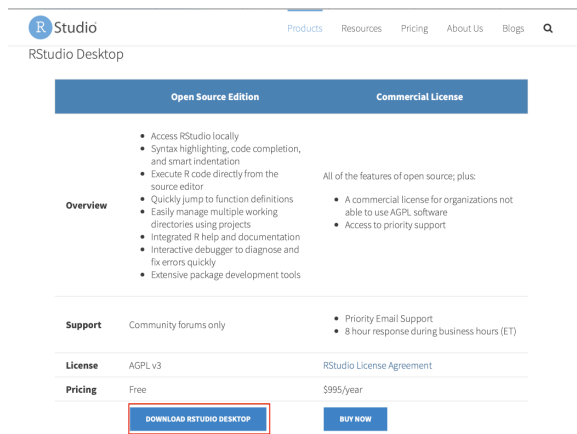 R Studio
Products Resources Pricing About Us Blogs
RStudio Desktop
Open Source Edition Commercial License
Overview
Access RStudio locally
Syntax highlighting, code completion,
and smart indentation
Execute R code directly from the
source editor
Quickly jump to function definitions
Easily manage multiple working
directories using projects
Integrated R help and documentation
Interactive debugger to diagnose and
fix errors quickly
Extensive package development tools
All of the features of open source; plus:
A commercial license for organizations not
able to use AGPL software
Access to priority support
Support
Community forums only
Priority Email Support
8 hour response during business hours (ET)
License AGPL v3 RStudio License Agreement
Pricing Free $995/year
DOWNLOAD RSTUDIO DESKTOP BUY NOW